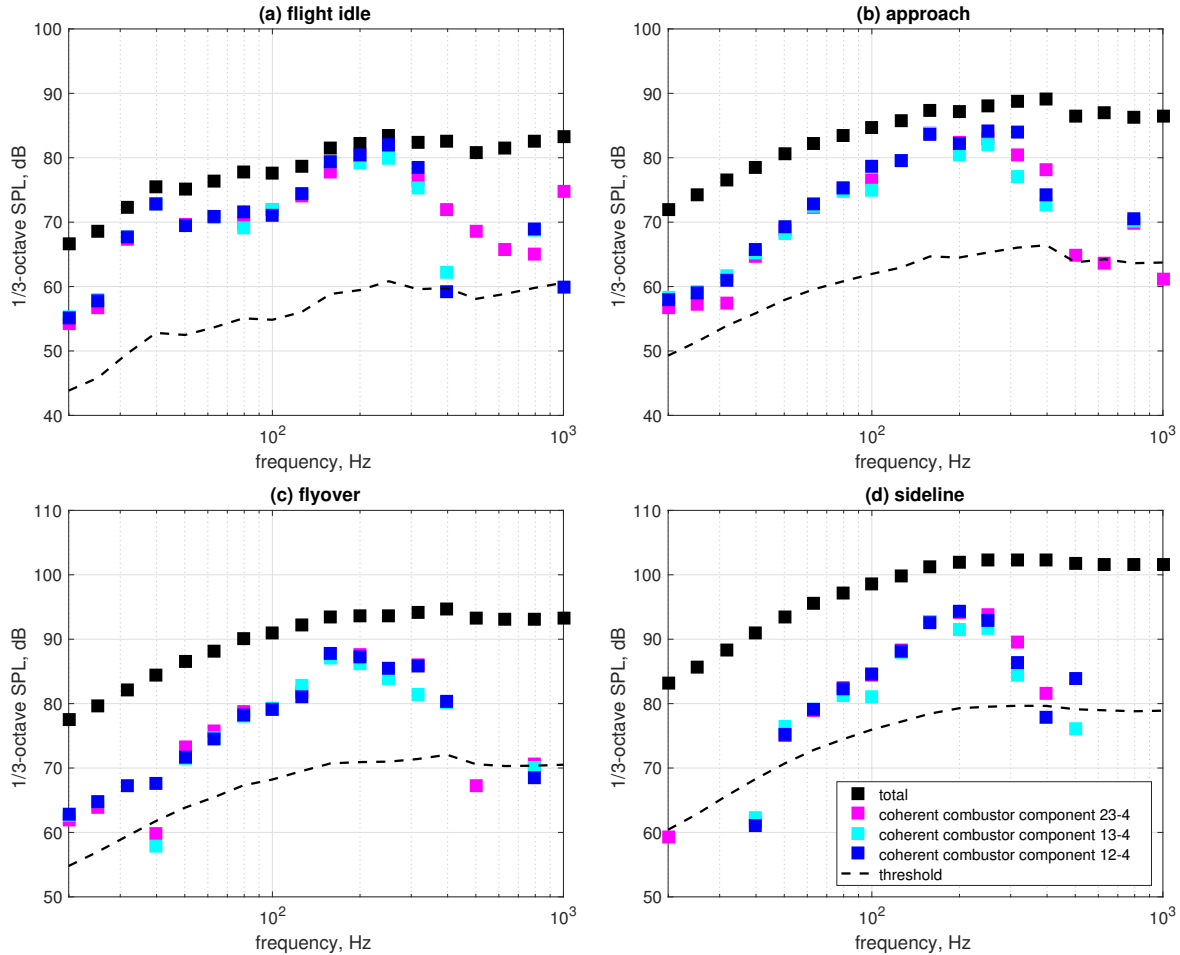 (a) flight idle
100
90
80
70
60
50
40
1/3-octave SPL, dB
10²
10³
frequency, Hz
(b) approach
100
90
80
70
60
50
40
1/3-octave SPL, dB
10²
10³
frequency, Hz
(c) flyover
110
100
90
80
70
60
50
1/3-octave SPL, dB
10²
10³
frequency, Hz
(d) sideline
110
100
90
80
70
60
50
1/3-octave SPL, dB
total
coherent combustor component 23-4
coherent combustor component 13-4
coherent combustor component 12-4
threshold
10²
10³
frequency, Hz